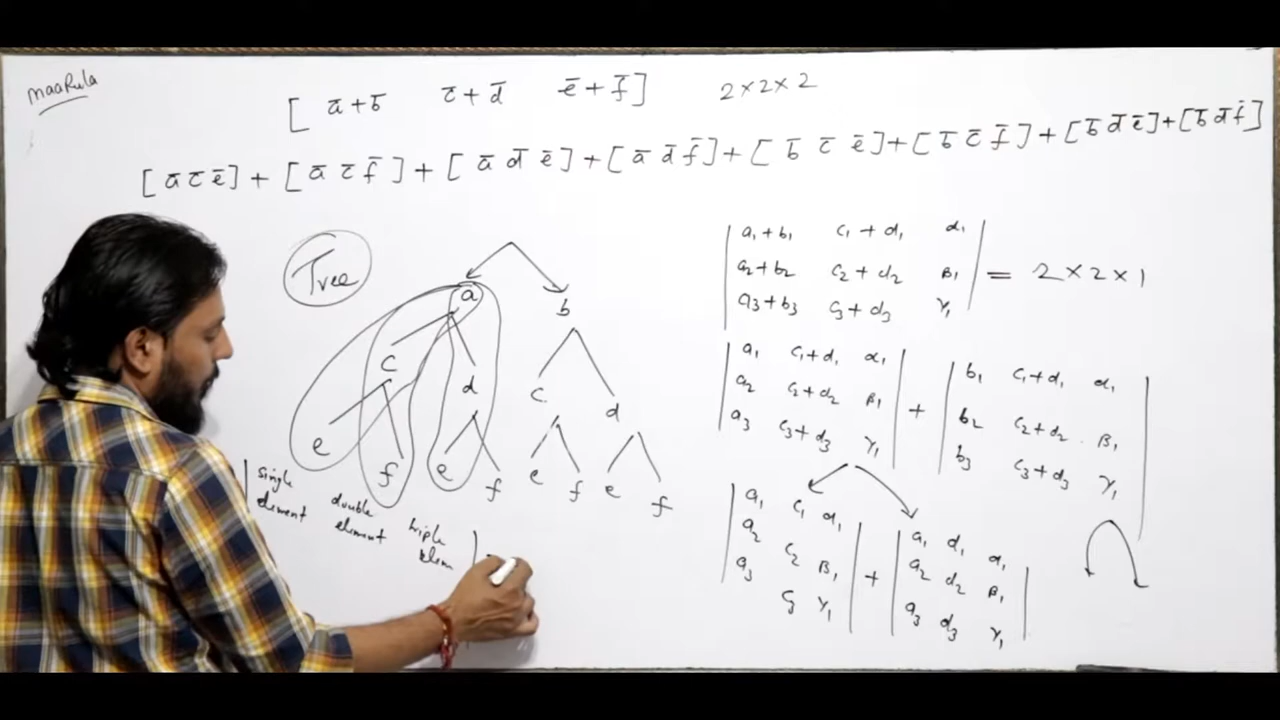 maaRula
[ ā+b̄ c̄+d̄ ē+f̄ ] 2×2×2
[ā c̄ ē] + [ā c̄ f̄] + [ā d̄ ē] + [ā d̄ f̄] + [b̄ c̄ ē] + [b̄ c̄ f̄] + [b̄ d̄ ē] + [b̄ d̄ f̄]
Tree
a b
c d c d
e f e f e f e f
single element double element triple elem
| a₁+b₁ c₁+d₁ α₁ |
| a₂+b₂ c₂+d₂ β₁ | = 2×2×1
| a₃+b₃ c₃+d₃ γ₁ |
| a₁ c₁+d₁ α₁ | | b₁ c₁+d₁ α₁ |
| a₂ c₂+d₂ β₁ | + | b₂ c₂+d₂ β₁ |
| a₃ c₃+d₃ γ₁ | | b₃ c₃+d₃ γ₁ |
| a₁ c₁ α₁ | | a₁ d₁ α₁ |
| a₂ c₂ β₁ | + | a₂ d₂ β₁ |
| a₃ c₃ γ₁ | | a₃ d₃ γ₁ |